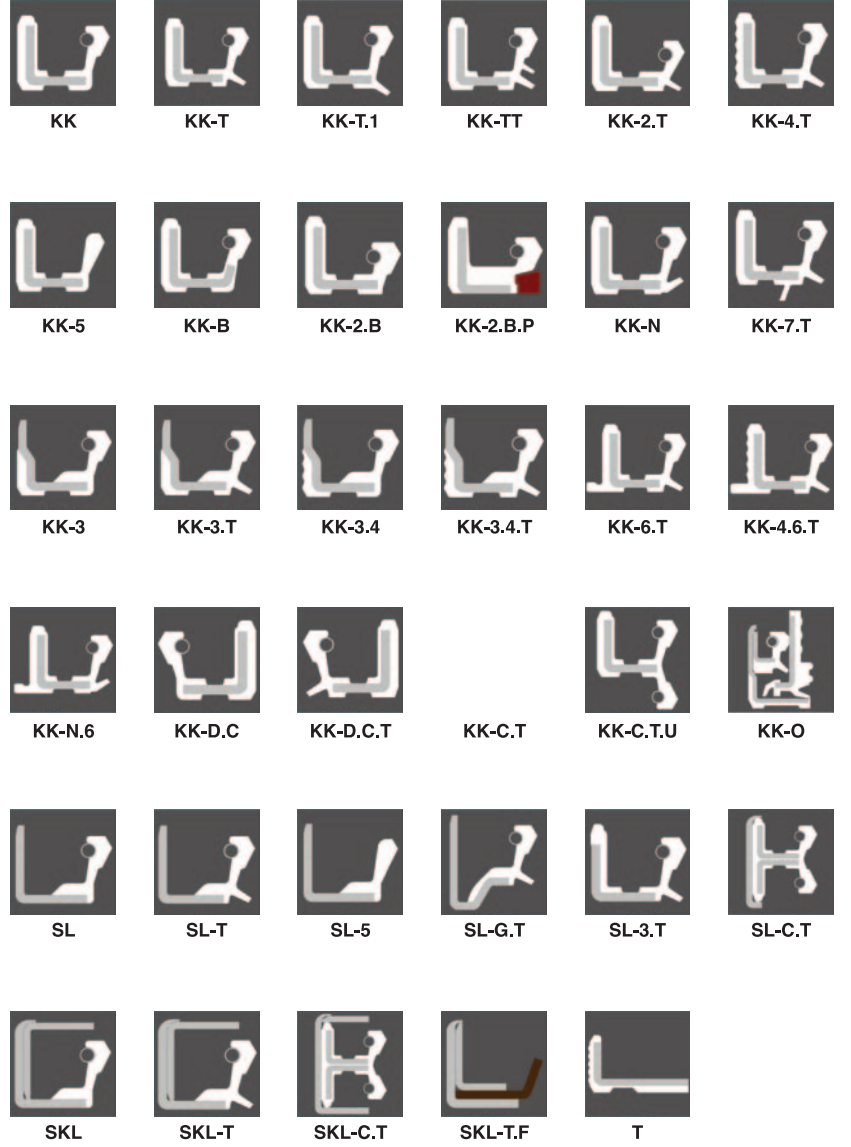 KK KK-T KK-T.1 KK-TT KK-2.T KK-4.T
KK-5 KK-B KK-2.B KK-2.B.P KK-N KK-7.T
KK-3 KK-3.T KK-3.4 KK-3.4.T KK-6.T KK-4.6.T
KK-N.6 KK-D.C KK-D.C.T KK-C.T KK-C.T.U KK-O
SL SL-T SL-5 SL-G.T SL-3.T SL-C.T
SKL SKL-T SKL-C.T SKL-T.F T